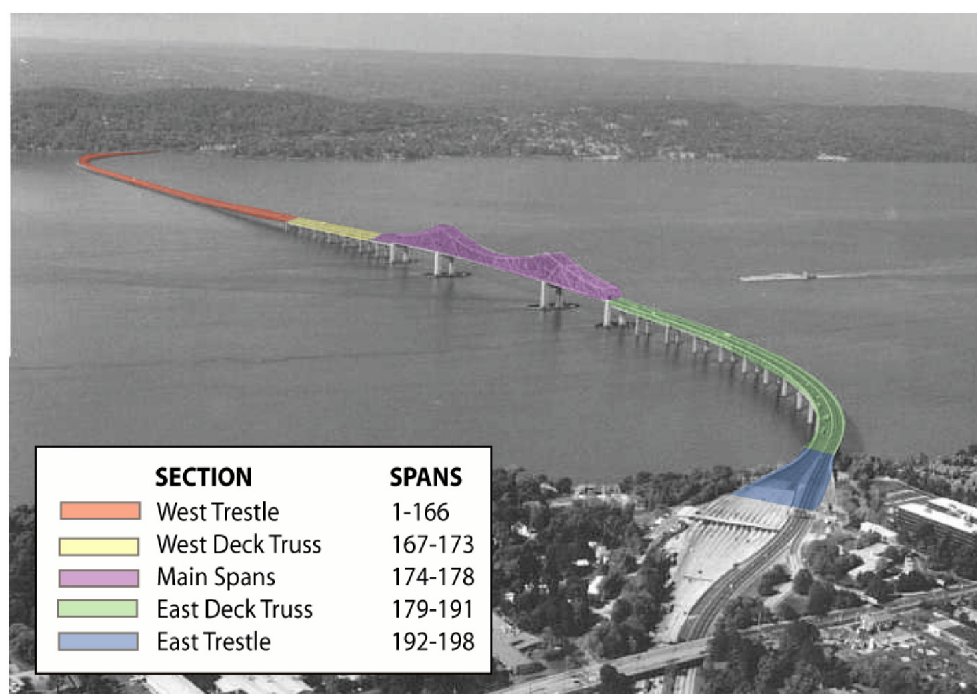 SECTION SPANS
West Trestle 1-166
West Deck Truss 167-173
Main Spans 174-178
East Deck Truss 179-191
East Trestle 192-198